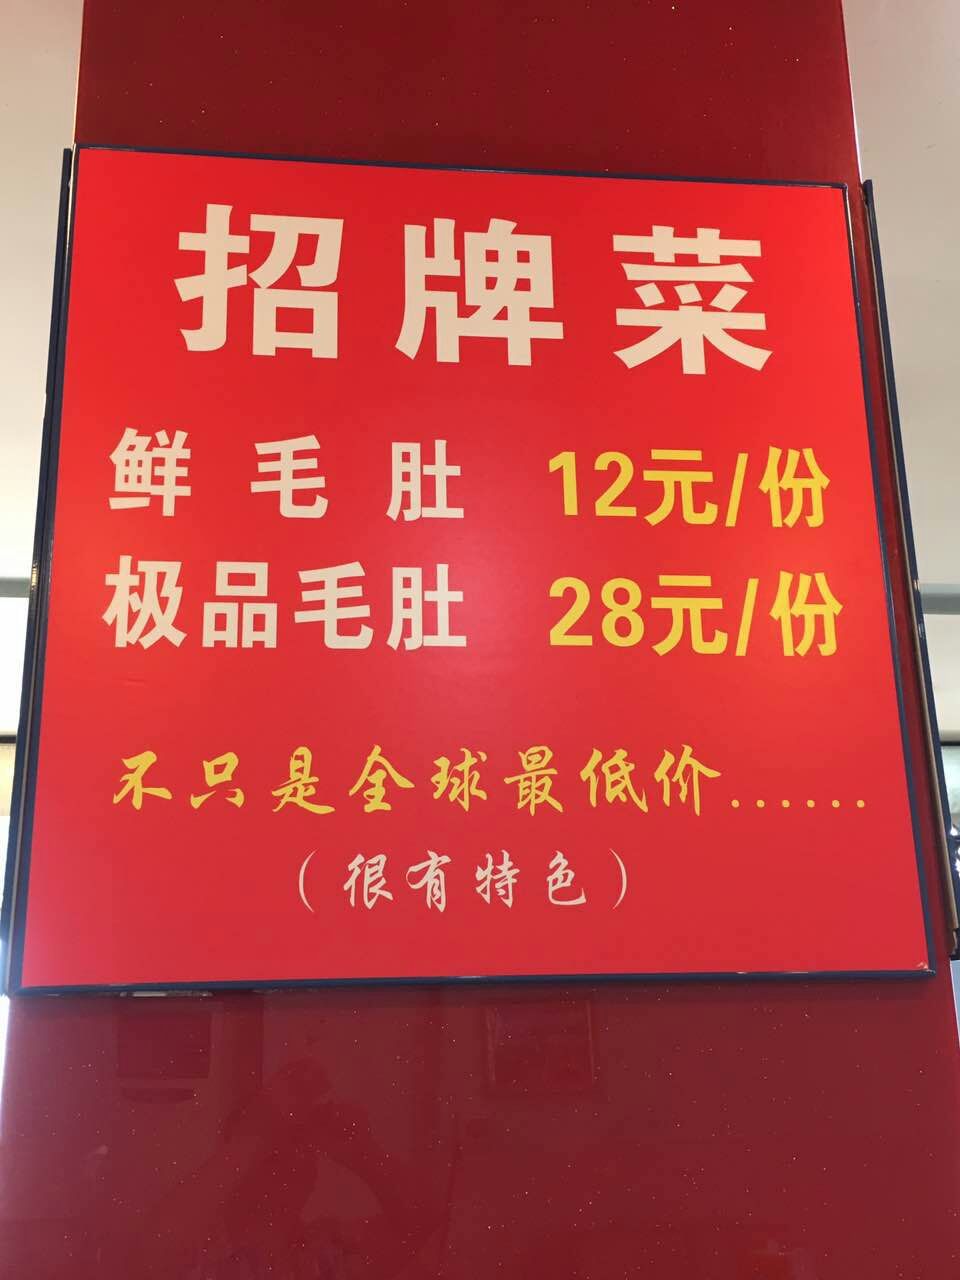 招牌菜
鲜毛肚 12元/份
极品毛肚 28元/份
不只是全球最低价......
(很有特色)